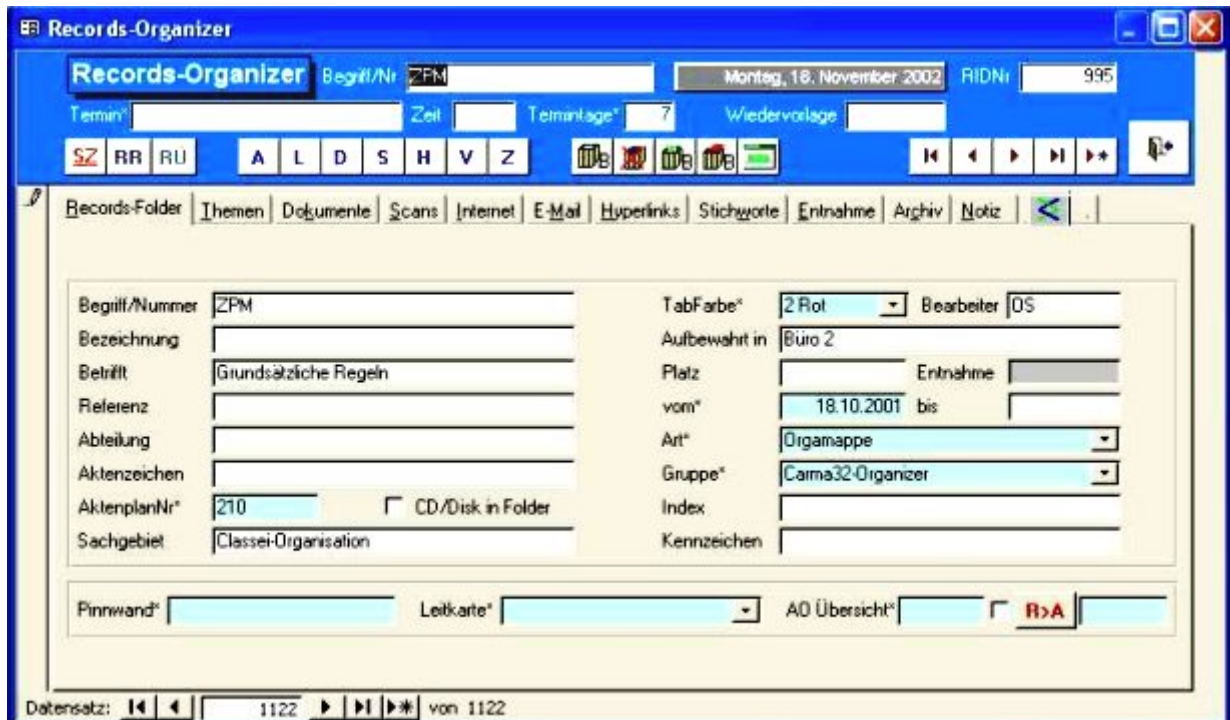 Records-Organizer
Records-Organizer Begriff/Nr ZPM Montag, 18. November 2002 RIDNr 995
Termin* Zeit Termintage* 7 Wiedervorlage
SZ RR RÜ A L D S H V Z
Records-Folder Themen Dokumente Scans Internet E-Mail Hyperlinks Stichworte Entnahme Archiv Notiz
Begriff/Nummer ZPM TabFarbe* 2 Rot Bearbeiter OS
Bezeichnung Aufbewahrt in Büro 2
Betrifft Grundsätzliche Regeln Platz Entnahme
Referenz vom* 18.10.2001 bis
Abteilung Art* Orgamappe
Aktenzeichen Gruppe* Carma32-Organizer
AktenplanNr* 210 CD/Disk in Folder Index
Sachgebiet Classei-Organisation Kennzeichen
Pinnwand* Leitkarte* AO Übersicht* R>A
Datensatz: 1122 von 1122